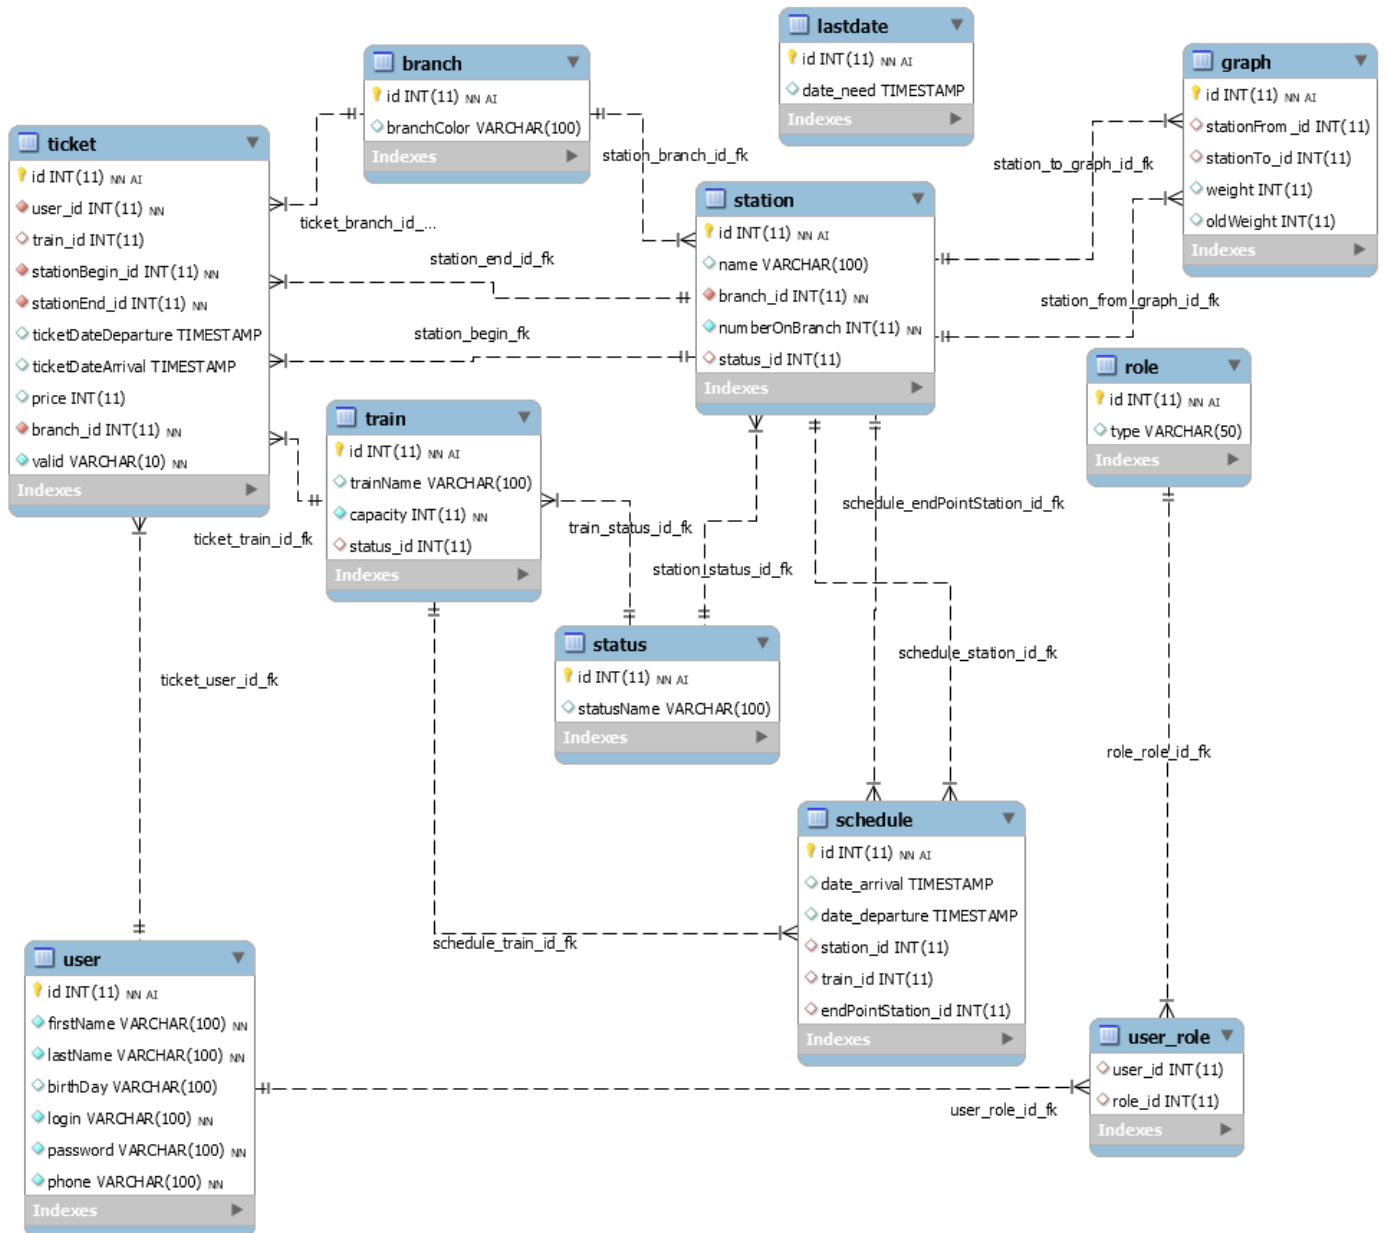 lastdate
id INT(11) NN AI
date_need TIMESTAMP
Indexes
branch
id INT(11) NN AI
branchColor VARCHAR(100)
Indexes
graph
id INT(11) NN AI
stationFrom_id INT(11)
stationTo_id INT(11)
weight INT(11)
oldWeight INT(11)
Indexes
ticket
id INT(11) NN AI
user_id INT(11) NN
train_id INT(11)
stationBegin_id INT(11) NN
stationEnd_id INT(11) NN
ticketDateDeparture TIMESTAMP
ticketDateArrival TIMESTAMP
price INT(11)
branch_id INT(11) NN
valid VARCHAR(10) NN
Indexes
station_branch_id_fk
station_to_graph_id_fk
ticket_branch_id_...
station_end_id_fk
station_begin_fk
station_from_graph_id_fk
station
id INT(11) NN AI
name VARCHAR(100)
branch_id INT(11) NN
numberOnBranch INT(11) NN
status_id INT(11)
Indexes
role
id INT(11) NN AI
type VARCHAR(50)
Indexes
train
id INT(11) NN AI
trainName VARCHAR(100)
capacity INT(11) NN
status_id INT(11)
Indexes
ticket_train_id_fk
train_status_id_fk
station_status_id_fk
schedule_endPointStation_id_fk
status
id INT(11) NN AI
statusName VARCHAR(100)
Indexes
schedule_station_id_fk
ticket_user_id_fk
role_role_id_fk
schedule
id INT(11) NN AI
date_arrival TIMESTAMP
date_departure TIMESTAMP
station_id INT(11)
train_id INT(11)
endPointStation_id INT(11)
Indexes
schedule_train_id_fk
user
id INT(11) NN AI
firstName VARCHAR(100) NN
lastName VARCHAR(100) NN
birthDay VARCHAR(100)
login VARCHAR(100) NN
password VARCHAR(100) NN
phone VARCHAR(100) NN
Indexes
user_role
user_id INT(11)
role_id INT(11)
Indexes
user_role_id_fk